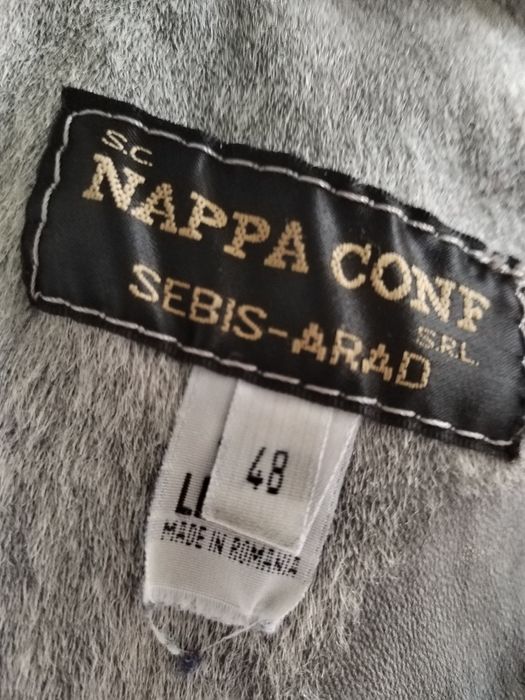 S.C.
NAPPA CONF
S.R.L.
SEBIS-ARAD
48
MADE IN ROMANIA